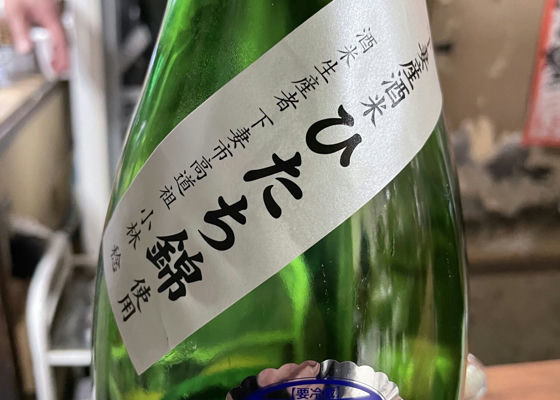 妻産酒米
ひたち錦 使用
酒米生産者 下妻市高道祖 小林